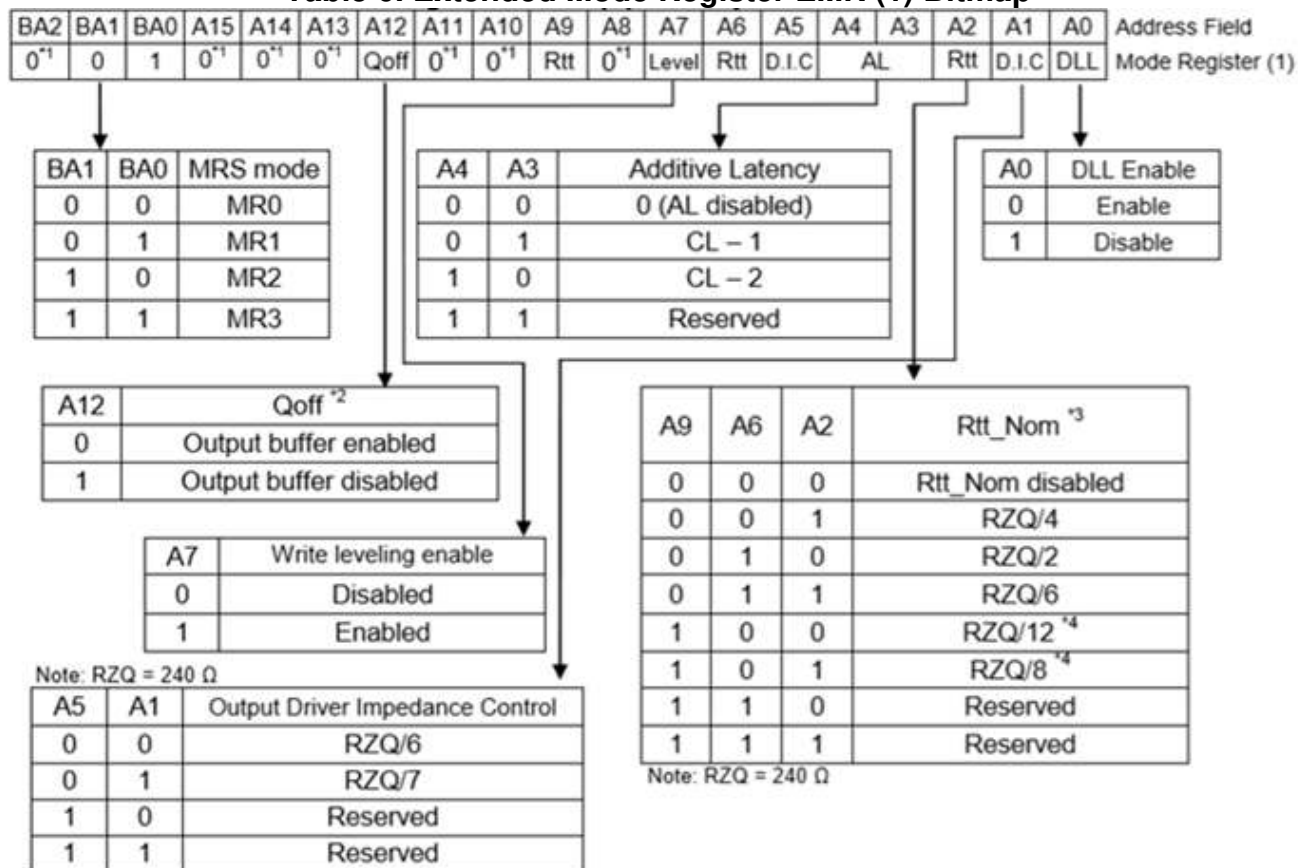 Table 6. Extended Mode Register EMR (1) Bitmap
BA2 BA1 BA0 A15 A14 A13 A12 A11 A10 A9 A8 A7 A6 A5 A4 A3 A2 A1 A0 Address Field
0*1 0 1 0*1 0*1 0*1 Qoff 0*1 0*1 Rtt 0*1 Level Rtt D.I.C AL Rtt D.I.C DLL Mode Register (1)
BA1 BA0 MRS mode
0 0 MR0
0 1 MR1
1 0 MR2
1 1 MR3
A4 A3 Additive Latency
0 0 0 (AL disabled)
0 1 CL – 1
1 0 CL – 2
1 1 Reserved
A0 DLL Enable
0 Enable
1 Disable
A12 Qoff *2
0 Output buffer enabled
1 Output buffer disabled
A7 Write leveling enable
0 Disabled
1 Enabled
Note: RZQ = 240 Ω
A5 A1 Output Driver Impedance Control
0 0 RZQ/6
0 1 RZQ/7
1 0 Reserved
1 1 Reserved
A9 A6 A2 Rtt_Nom *3
0 0 0 Rtt_Nom disabled
0 0 1 RZQ/4
0 1 0 RZQ/2
0 1 1 RZQ/6
1 0 0 RZQ/12 *4
1 0 1 RZQ/8 *4
1 1 0 Reserved
1 1 1 Reserved
Note: RZQ = 240 Ω